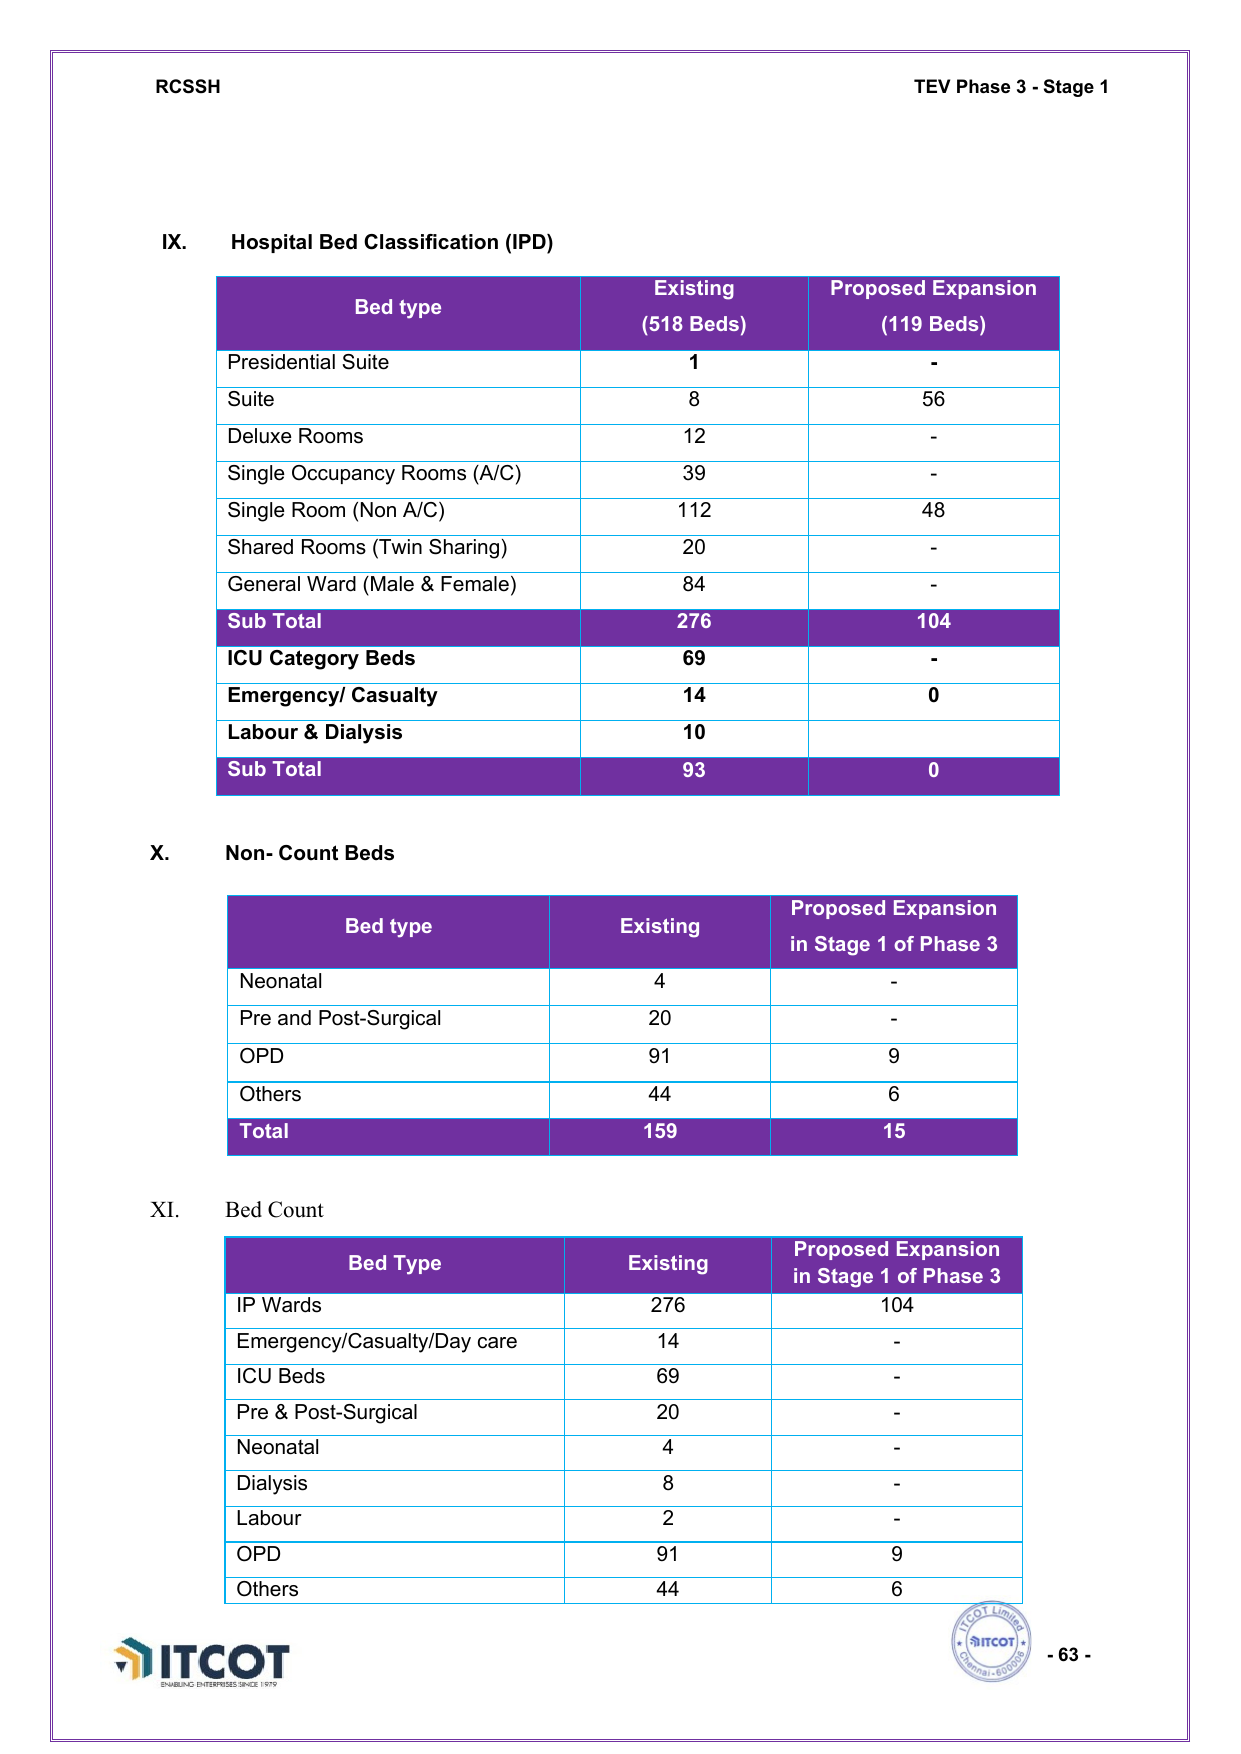 RCSSH TEV Phase 3 - Stage 1
IX. Hospital Bed Classification (IPD)
Bed type Existing (518 Beds) Proposed Expansion (119 Beds)
Presidential Suite 1 -
Suite 8 56
Deluxe Rooms 12 -
Single Occupancy Rooms (A/C) 39 -
Single Room (Non A/C) 112 48
Shared Rooms (Twin Sharing) 20 -
General Ward (Male & Female) 84 -
Sub Total 276 104
ICU Category Beds 69 -
Emergency/ Casualty 14 0
Labour & Dialysis 10
Sub Total 93 0
X. Non- Count Beds
Bed type Existing Proposed Expansion in Stage 1 of Phase 3
Neonatal 4 -
Pre and Post-Surgical 20 -
OPD 91 9
Others 44 6
Total 159 15
XI. Bed Count
Bed Type Existing Proposed Expansion in Stage 1 of Phase 3
IP Wards 276 104
Emergency/Casualty/Day care 14 -
ICU Beds 69 -
Pre & Post-Surgical 20 -
Neonatal 4 -
Dialysis 8 -
Labour 2 -
OPD 91 9
Others 44 6
ITCOT
ENABLING ENTERPRISES SINCE 1979
ITCOT Limited
ITCOT
Chennai-600006
- 63 -